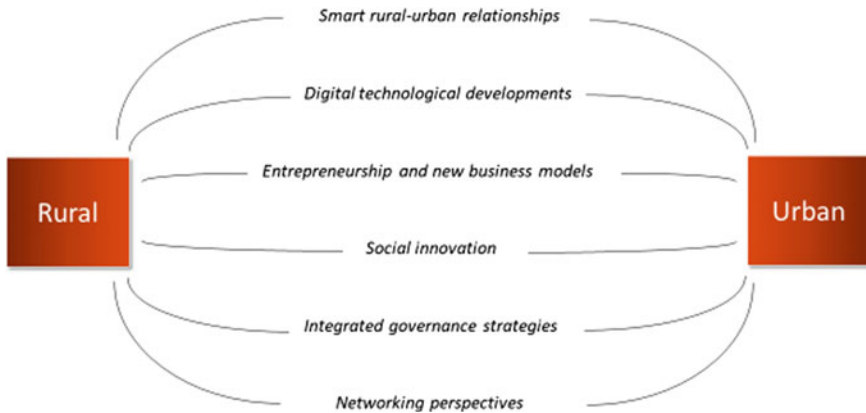 Smart rural-urban relationships
Digital technological developments
Entrepreneurship and new business models
Rural
Urban
Social innovation
Integrated governance strategies
Networking perspectives